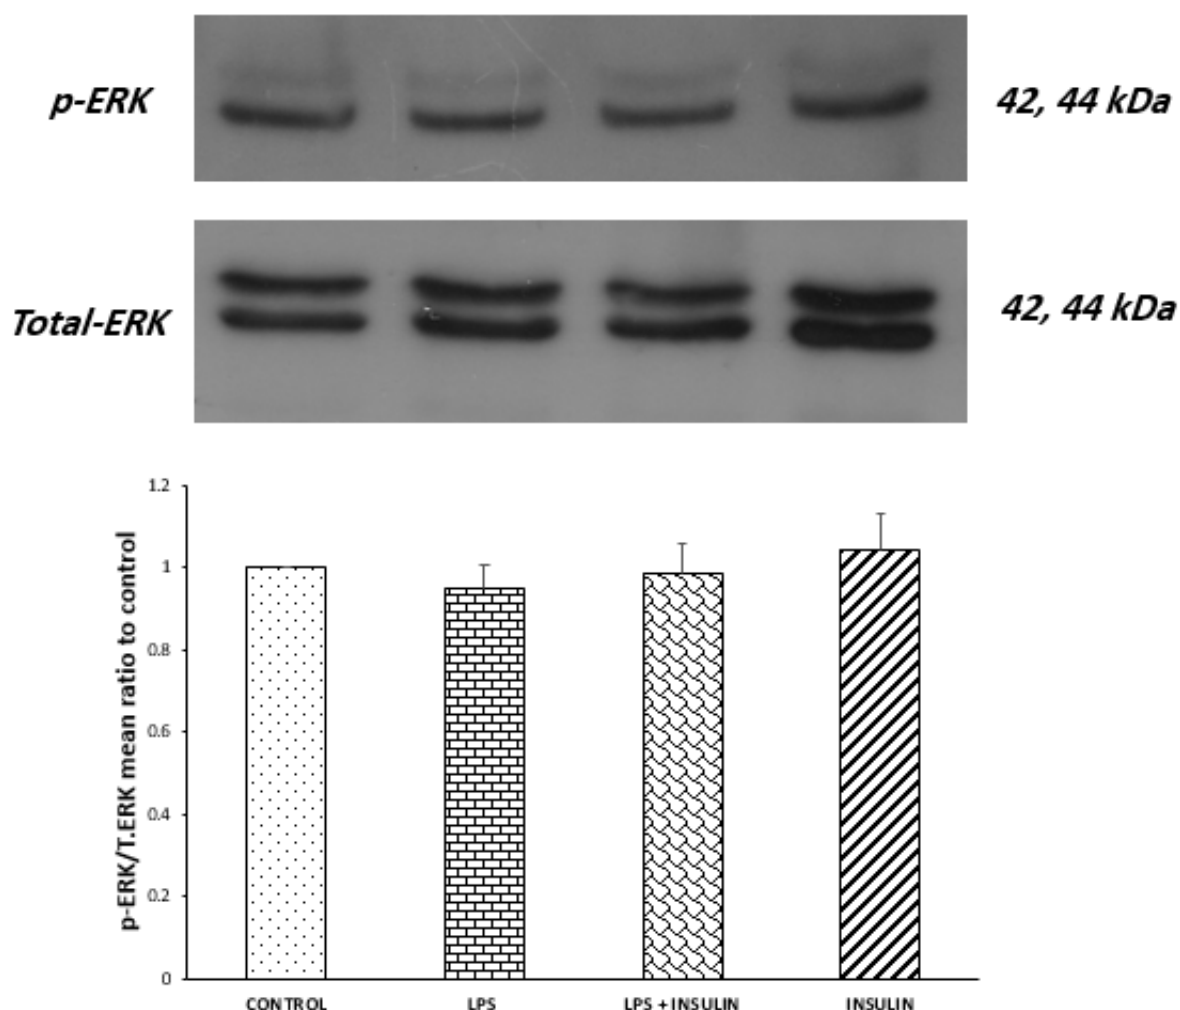 p-ERK
42, 44 kDa
Total-ERK
42, 44 kDa
p-ERK/T.ERK mean ratio to control
1.2
1
0.8
0.6
0.4
0.2
0
CONTROL
LPS
LPS + INSULIN
INSULIN